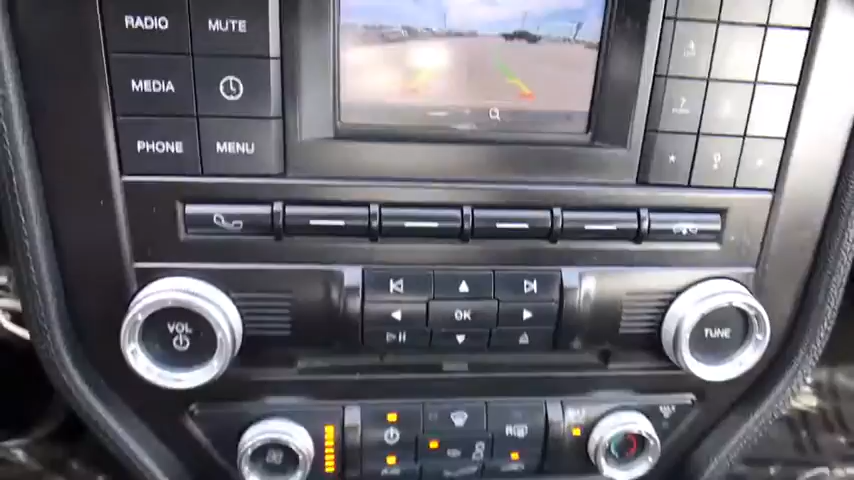 RADIO MUTE
MEDIA
PHONE MENU
VOL
OK
TUNE
R